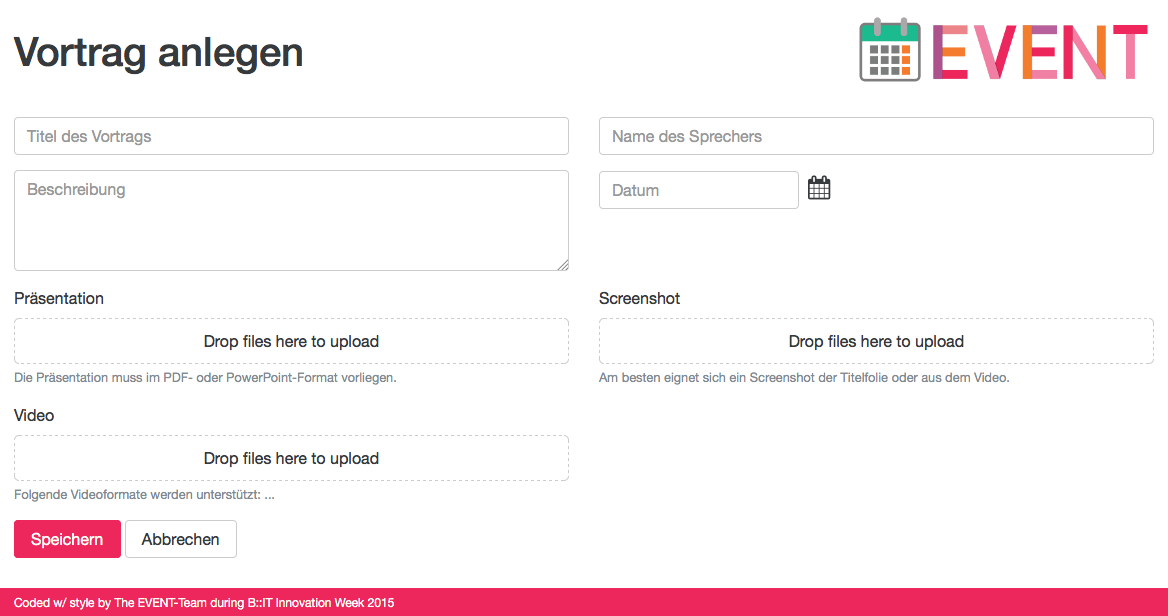 Vortrag anlegen
EVENT
Titel des Vortrags
Name des Sprechers
Beschreibung
Datum
Präsentation
Screenshot
Drop files here to upload
Drop files here to upload
Die Präsentation muss im PDF- oder PowerPoint-Format vorliegen.
Am besten eignet sich ein Screenshot der Titelfolie oder aus dem Video.
Video
Drop files here to upload
Folgende Videoformate werden unterstützt: ...
Speichern
Abbrechen
Coded w/ style by The EVENT-Team during B::IT Innovation Week 2015